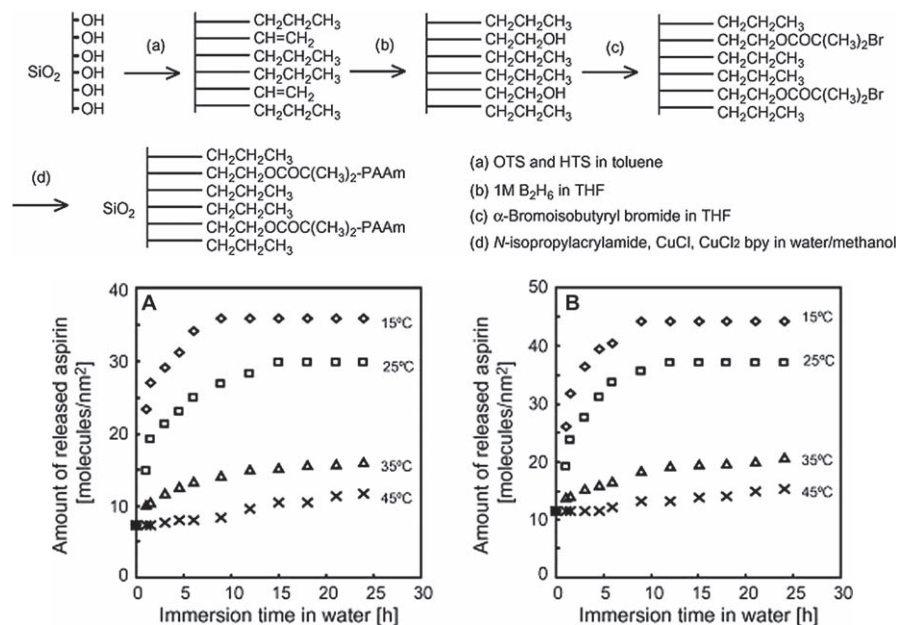 OH
OH
OH
OH
OH
OH
SiO2
(a)
CH2CH2CH3
CH=CH2
CH2CH2CH3
CH2CH2CH3
CH=CH2
CH2CH2CH3
(b)
CH2CH2CH3
CH2CH2OH
CH2CH2CH3
CH2CH2CH3
CH2CH2OH
CH2CH2CH3
(c)
CH2CH2CH3
CH2CH2OCOC(CH3)2Br
CH2CH2CH3
CH2CH2CH3
CH2CH2OCOC(CH3)2Br
CH2CH2CH3
(d)
SiO2
CH2CH2CH3
CH2CH2OCOC(CH3)2-PAAm
CH2CH2CH3
CH2CH2CH3
CH2CH2OCOC(CH3)2-PAAm
CH2CH2CH3
(a) OTS and HTS in toluene
(b) 1M B2H6 in THF
(c) α-Bromoisobutyryl bromide in THF
(d) N-isopropylacrylamide, CuCl, CuCl2 bpy in water/methanol
A
Amount of released aspirin
[molecules/nm2]
40
30
20
10
0
15ºC
25ºC
35ºC
45ºC
0 5 10 15 20 25 30
Immersion time in water [h]
B
Amount of released aspirin
[molecules/nm2]
50
40
30
20
10
0
15ºC
25ºC
35ºC
45ºC
0 5 10 15 20 25 30
Immersion time in water [h]